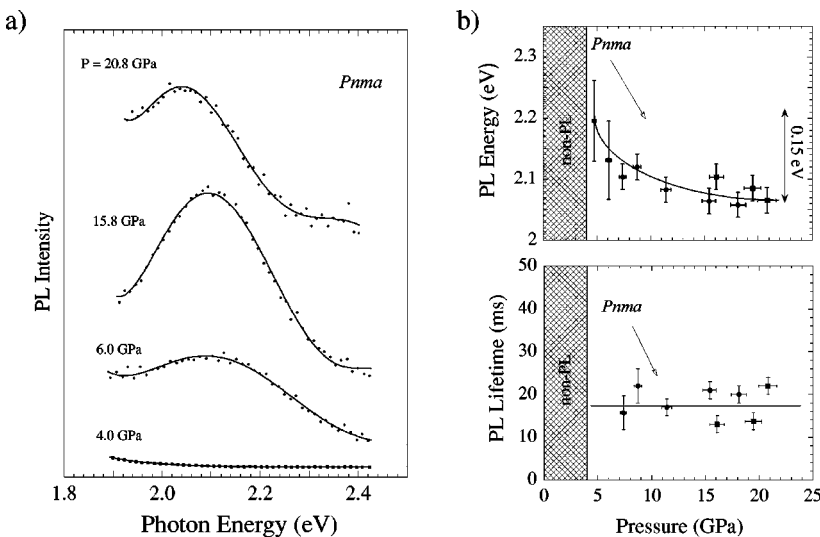 a)
P = 20.8 GPa
Pnma
15.8 GPa
6.0 GPa
4.0 GPa
PL Intensity
1.8 2.0 2.2 2.4
Photon Energy (eV)
b)
2.3
2.2
2.1
2
PL Energy (eV)
non-PL
Pnma
0.15 eV
50
40
30
20
10
0
PL Lifetime (ms)
non-PL
Pnma
0 5 10 15 20 25
Pressure (GPa)